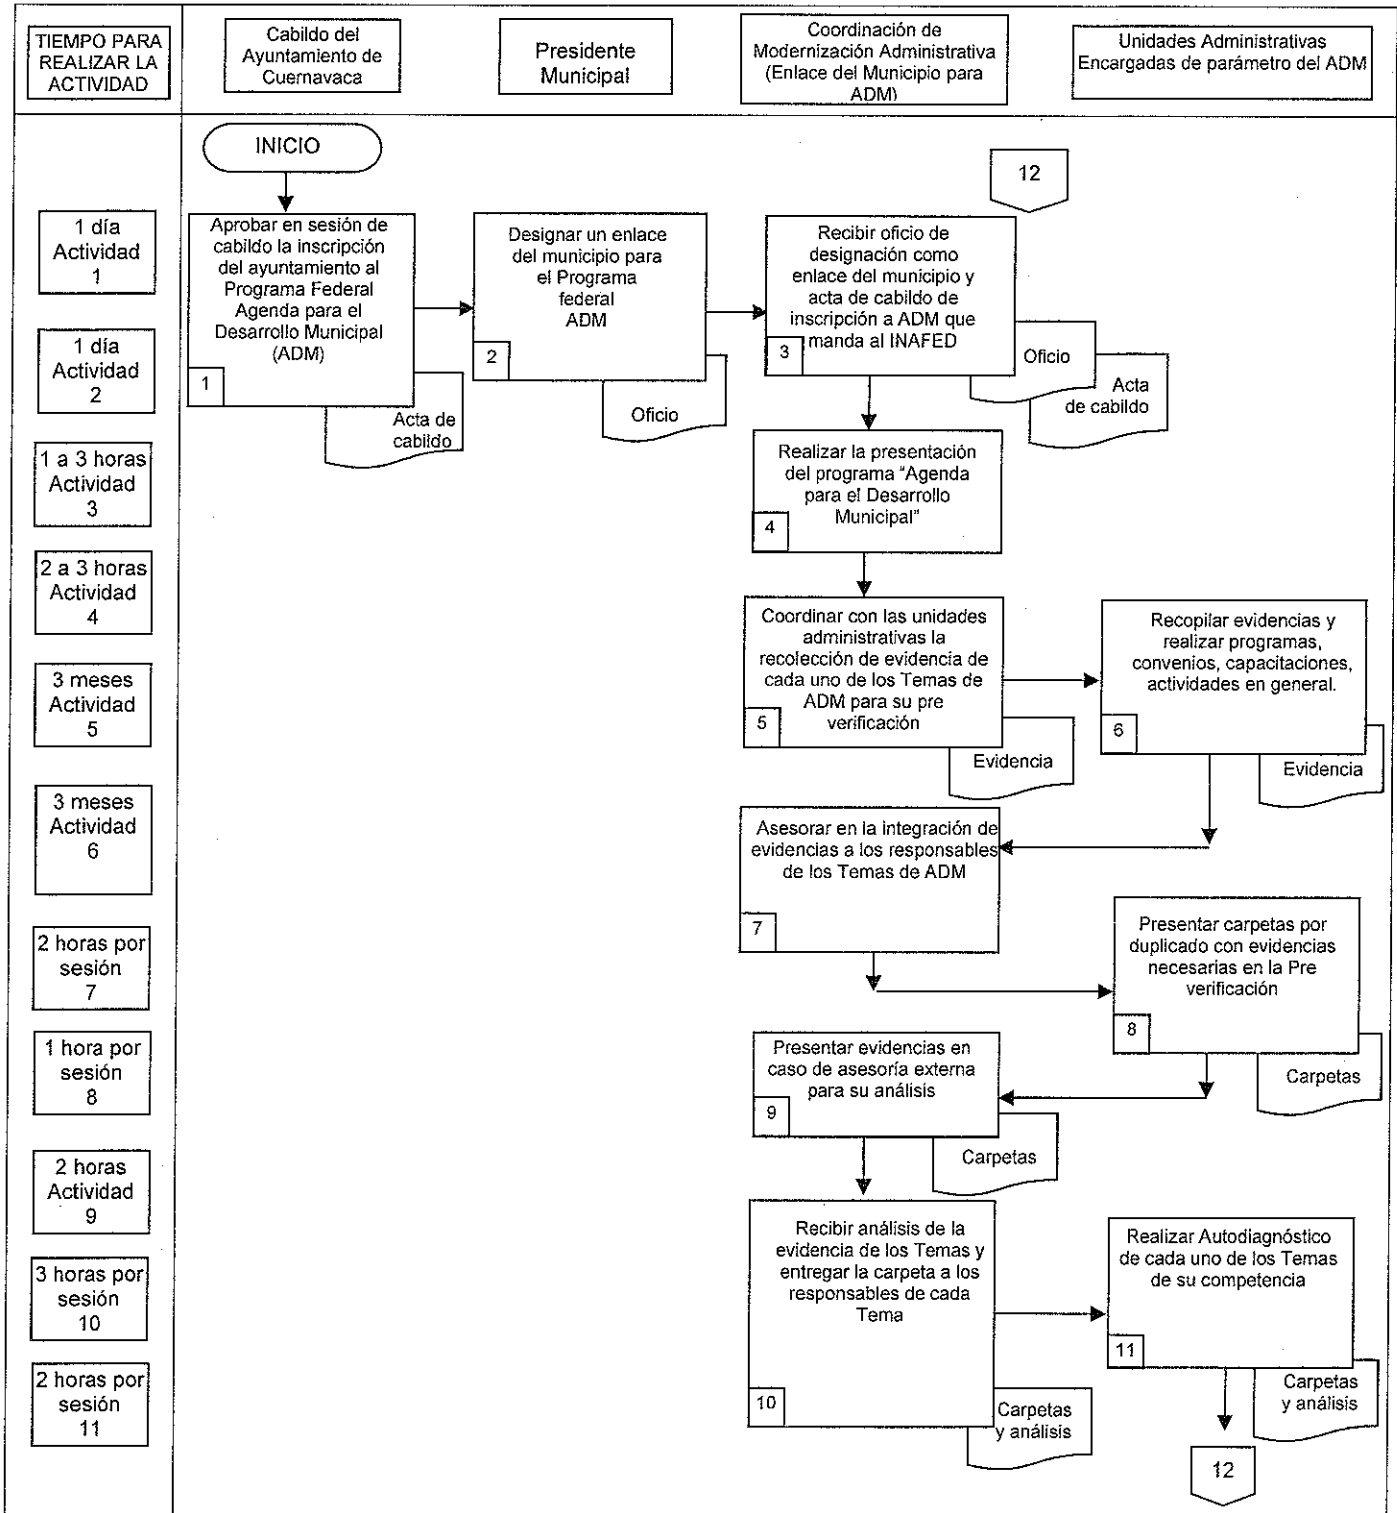 TIEMPO PARA
REALIZAR LA
ACTIVIDAD
Cabildo del
Ayuntamiento de
Cuernavaca
Presidente
Municipal
Coordinación de
Modernización Administrativa
(Enlace del Municipio para
ADM)
Unidades Administrativas
Encargadas de parámetro del ADM
INICIO
12
1 día
Actividad
1
Aprobar en sesión de
cabildo la inscripción
del ayuntamiento al
Programa Federal
Agenda para el
Desarrollo Municipal
(ADM)
1
Acta de
cabildo
Designar un enlace
del municipio para
el Programa
federal
ADM
2
Oficio
Recibir oficio de
designación como
enlace del municipio y
acta de cabildo de
inscripción a ADM que
manda al INAFED
3
Oficio
Acta
de cabildo
1 día
Actividad
2
1 a 3 horas
Actividad
3
Realizar la presentación
del programa “Agenda
para el Desarrollo
Municipal”
4
2 a 3 horas
Actividad
4
Coordinar con las unidades
administrativas la
recolección de evidencia de
cada uno de los Temas de
ADM para su pre
verificación
5
Evidencia
Recopilar evidencias y
realizar programas,
convenios, capacitaciones,
actividades en general.
6
Evidencia
3 meses
Actividad
5
3 meses
Actividad
6
Asesorar en la integración de
evidencias a los responsables
de los Temas de ADM
7
2 horas por
sesión
7
Presentar carpetas por
duplicado con evidencias
necesarias en la Pre
verificación
8
Carpetas
1 hora por
sesión
8
Presentar evidencias en
caso de asesoría externa
para su análisis
9
Carpetas
2 horas
Actividad
9
Recibir análisis de la
evidencia de los Temas y
entregar la carpeta a los
responsables de cada
Tema
10
Carpetas
y análisis
Realizar Autodiagnóstico
de cada uno de los Temas
de su competencia
11
Carpetas
y análisis
3 horas por
sesión
10
2 horas por
sesión
11
12